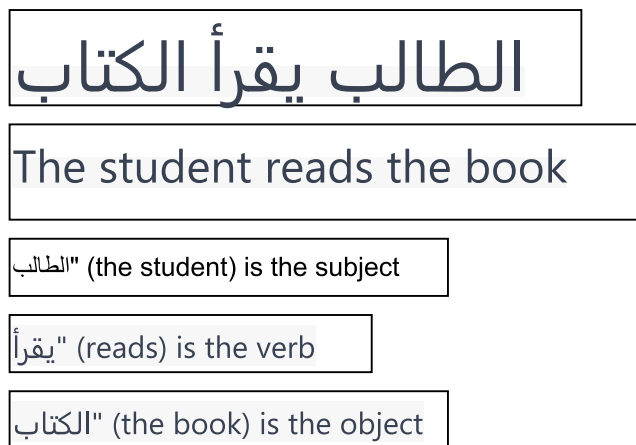 الطالب يقرأ الكتاب
The student reads the book
الطالب" (the student) is the subject
يقرأ" (reads) is the verb
الكتاب" (the book) is the object